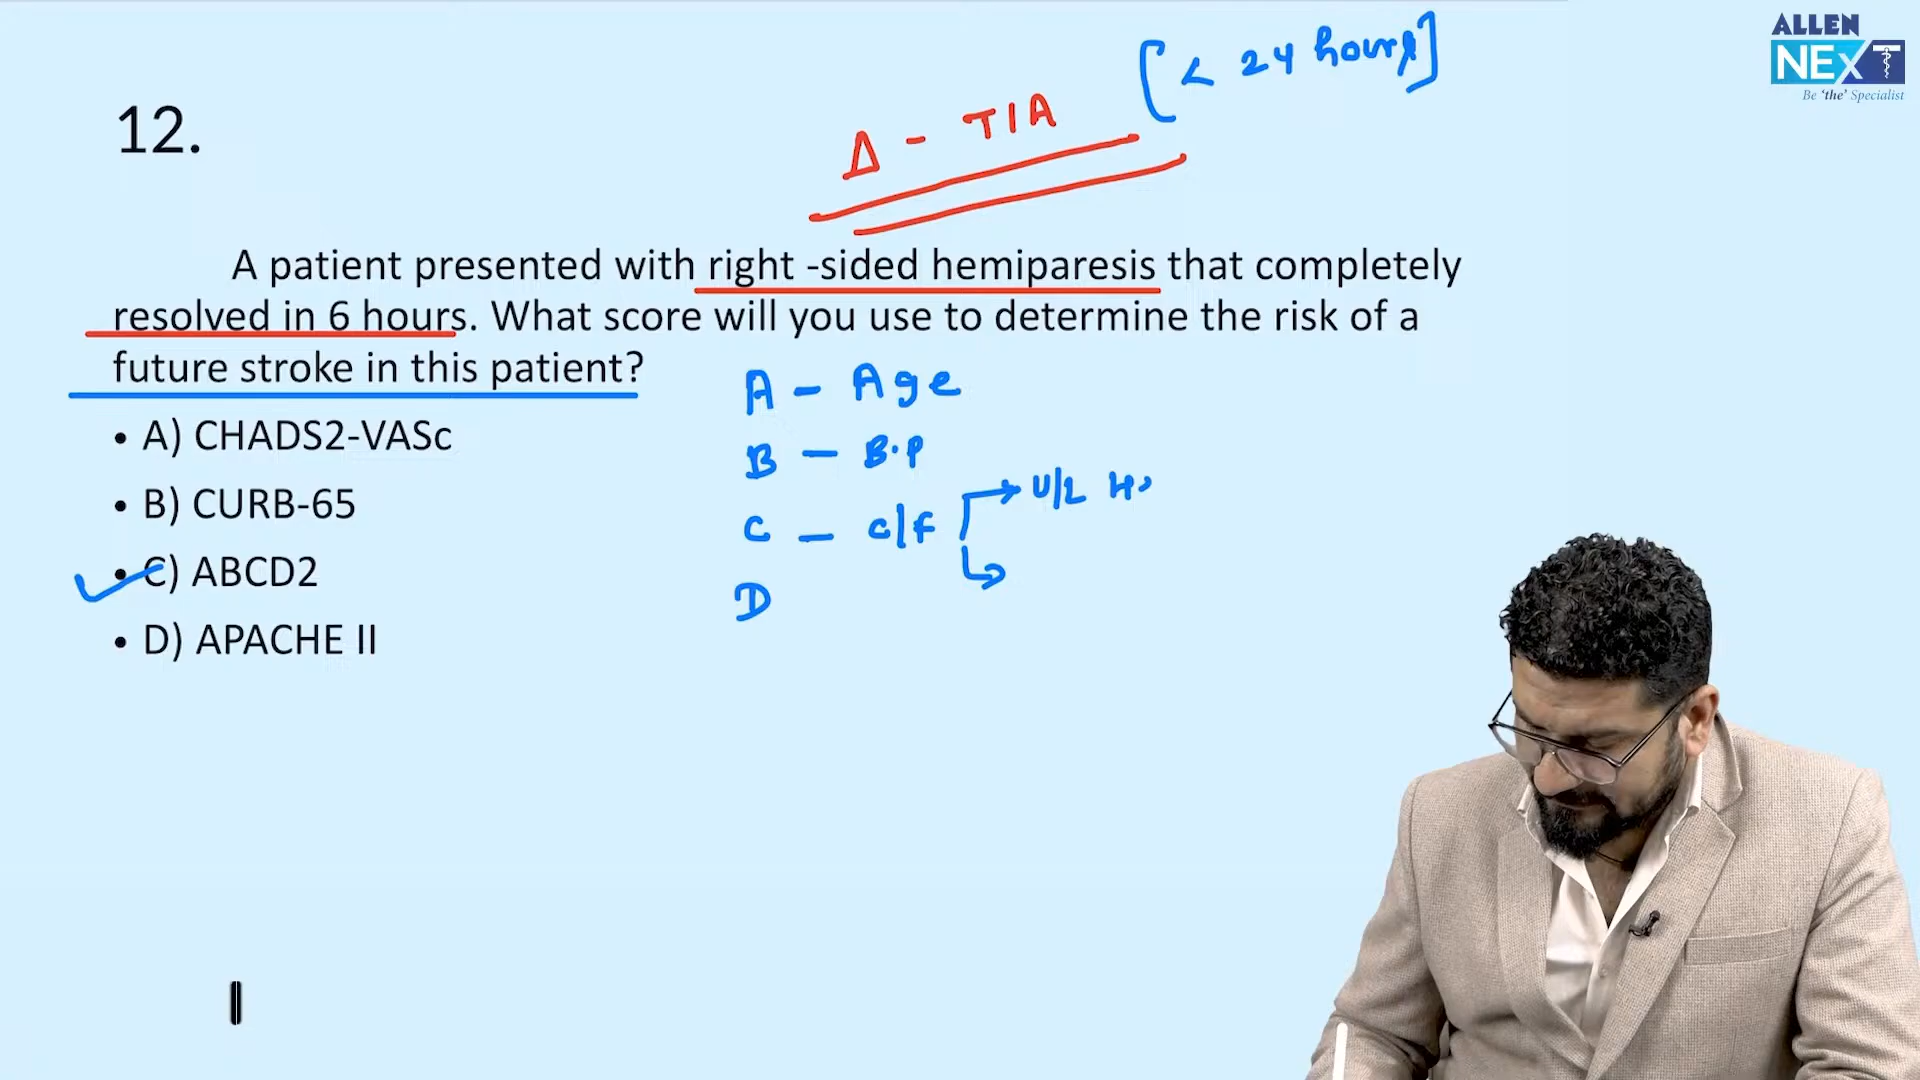 ALLEN
NEXT
Be 'the' Specialist
[< 24 hours]
Δ - TIA
12.
A patient presented with right -sided hemiparesis that completely
resolved in 6 hours. What score will you use to determine the risk of a
future stroke in this patient?
• A) CHADS2-VASc
• B) CURB-65
• C) ABCD2
• D) APACHE II
A - Age
B - B.P
C - C/F → U/L
D